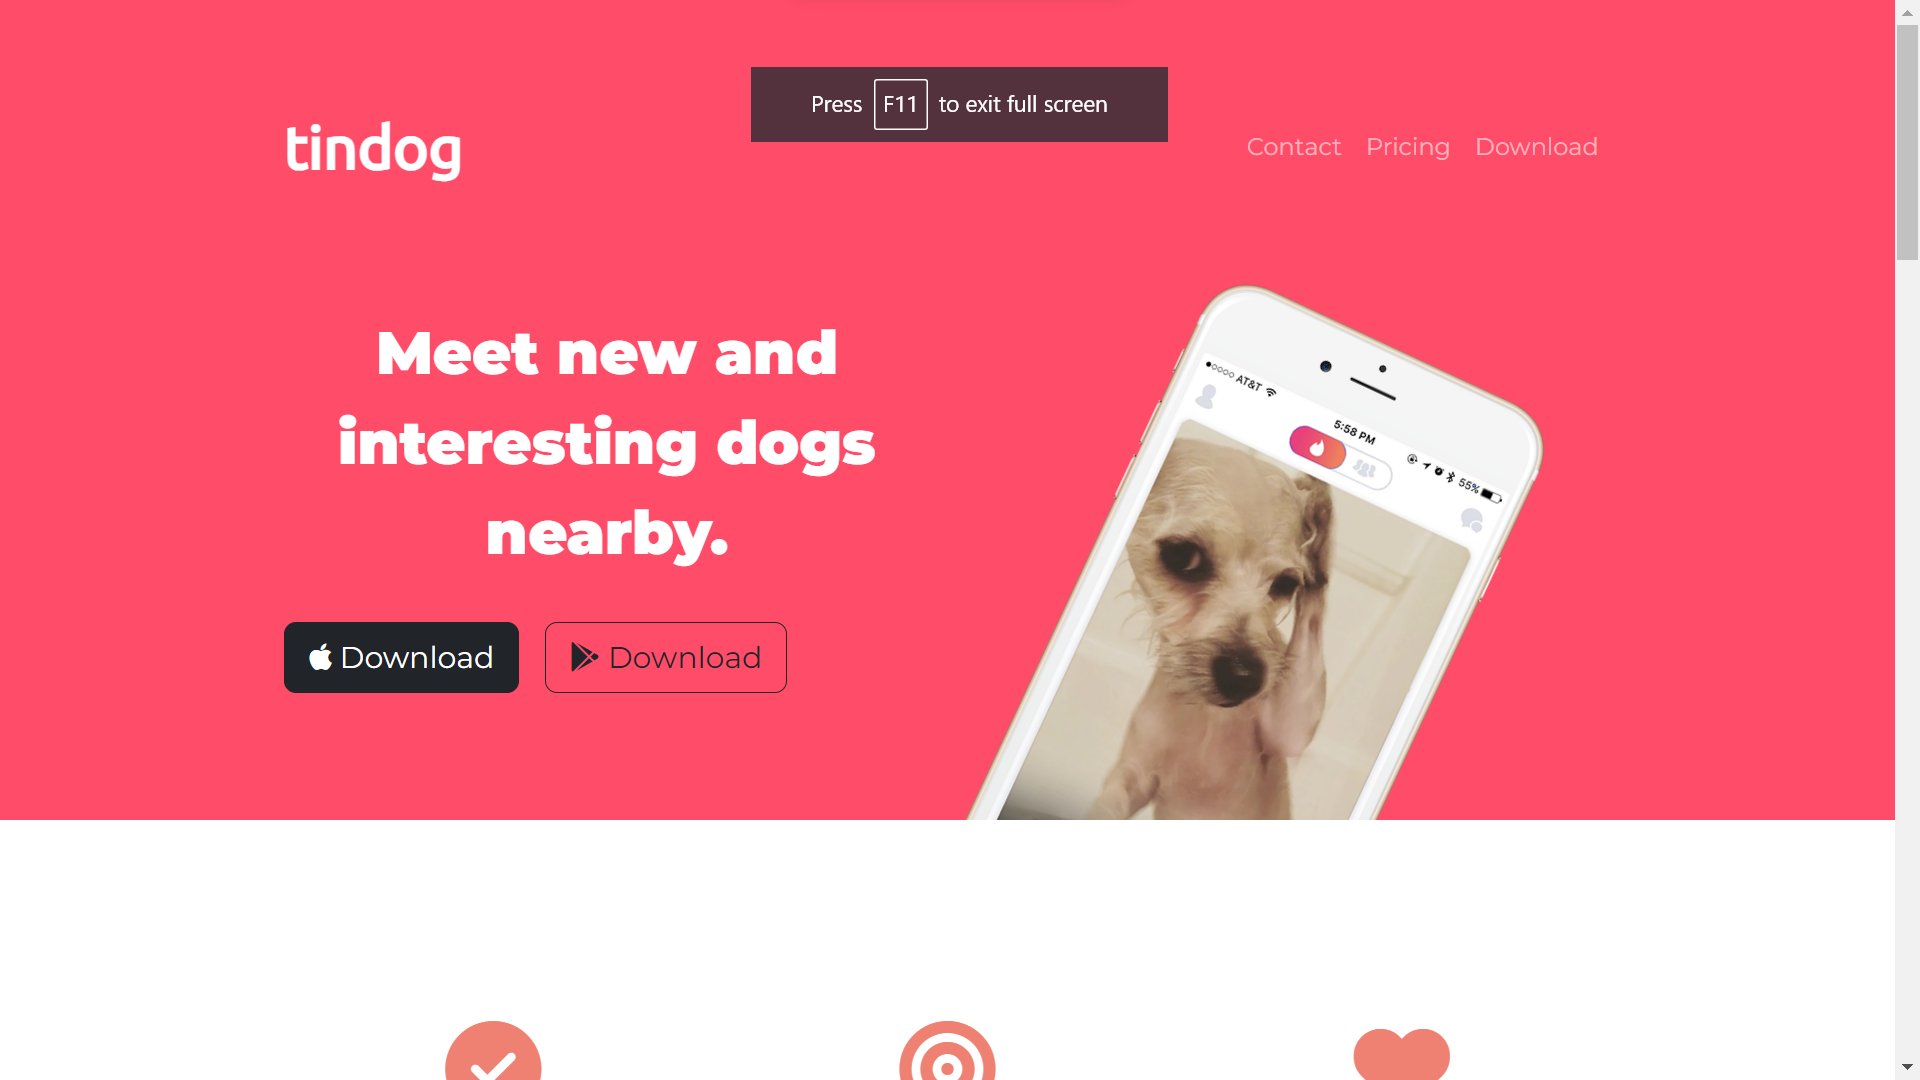 Press F11 to exit full screen
tindog
Contact Pricing Download
Meet new and
interesting dogs
nearby.
Download Download
AT&T
5:58 PM
55%